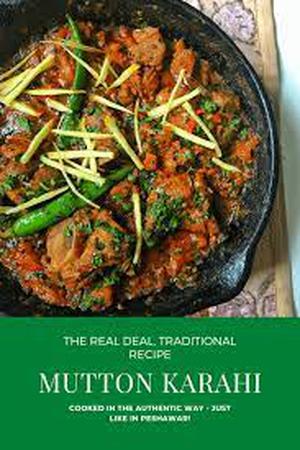 THE REAL DEAL, TRADITIONAL
RECIPE
MUTTON KARAHI
COOKED IN THE AUTHENTIC WAY - JUST
LIKE IN PESHAWAR!